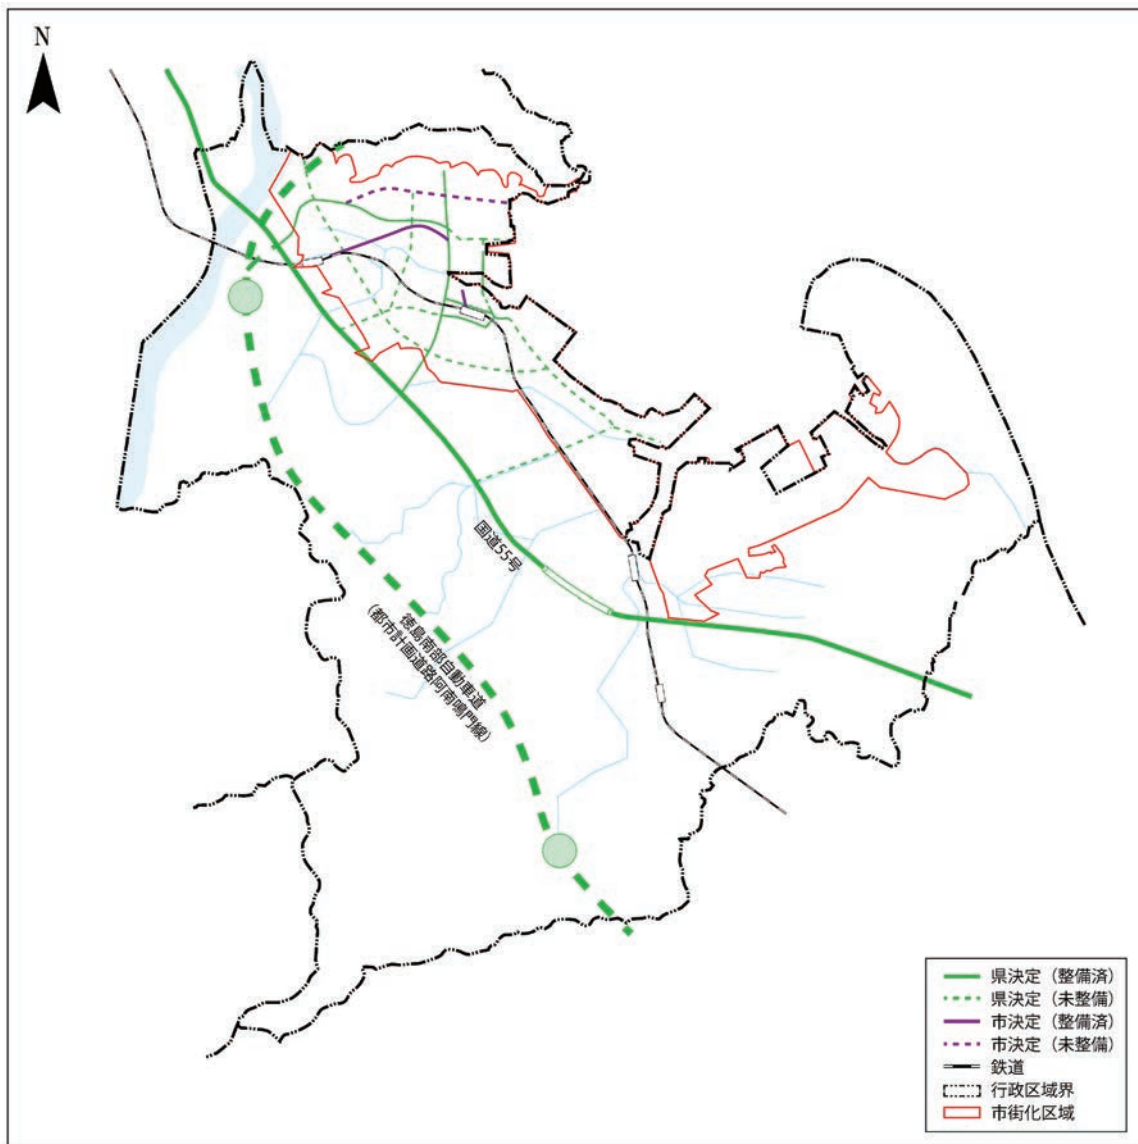 N
国道55号
徳島南部自動車道
(都市計画道路阿南鳴門線)
県決定（整備済）
県決定（未整備）
市決定（整備済）
市決定（未整備）
鉄道
行政区域界
市街化区域